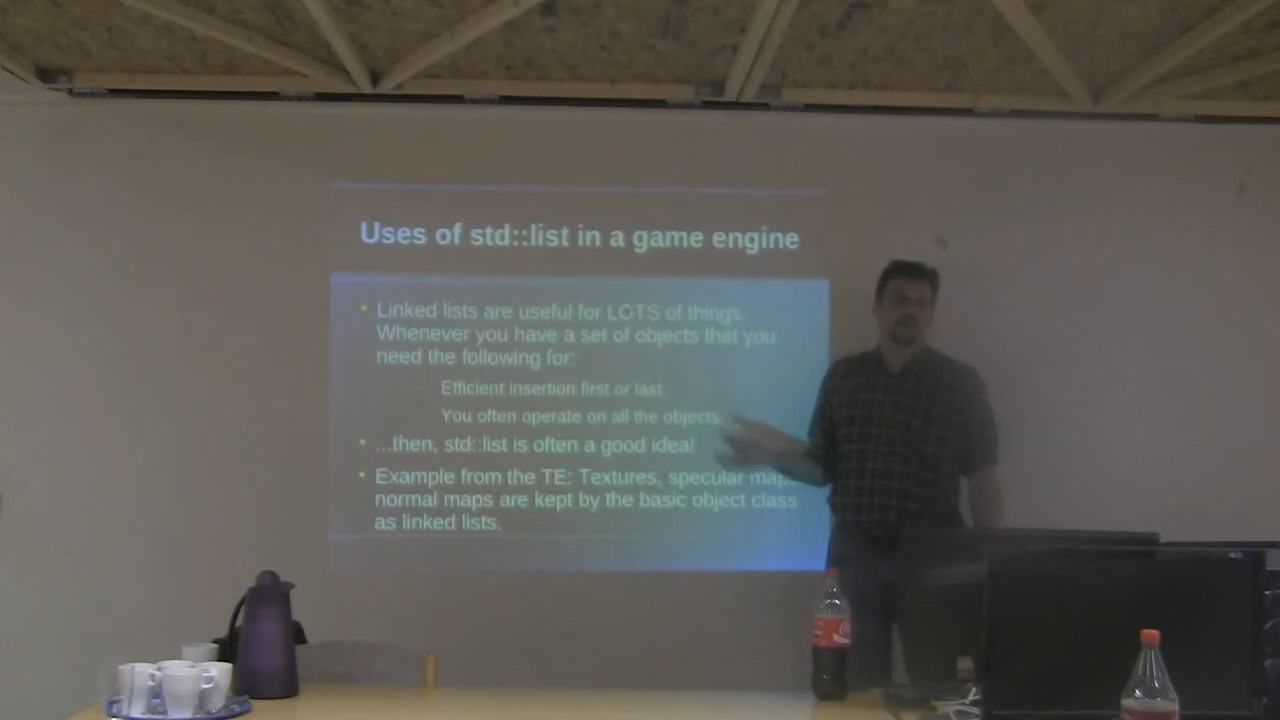 Uses of std::list in a game engine
• Linked lists are useful for LOTS of things.
Whenever you have a set of objects that you
need the following for:
Efficient insertion first or last
You often operate on all the objects.
• ...then, std::list is often a good idea!
• Example from the TE: Textures, specular maps
normal maps are kept by the basic object class
as linked lists.